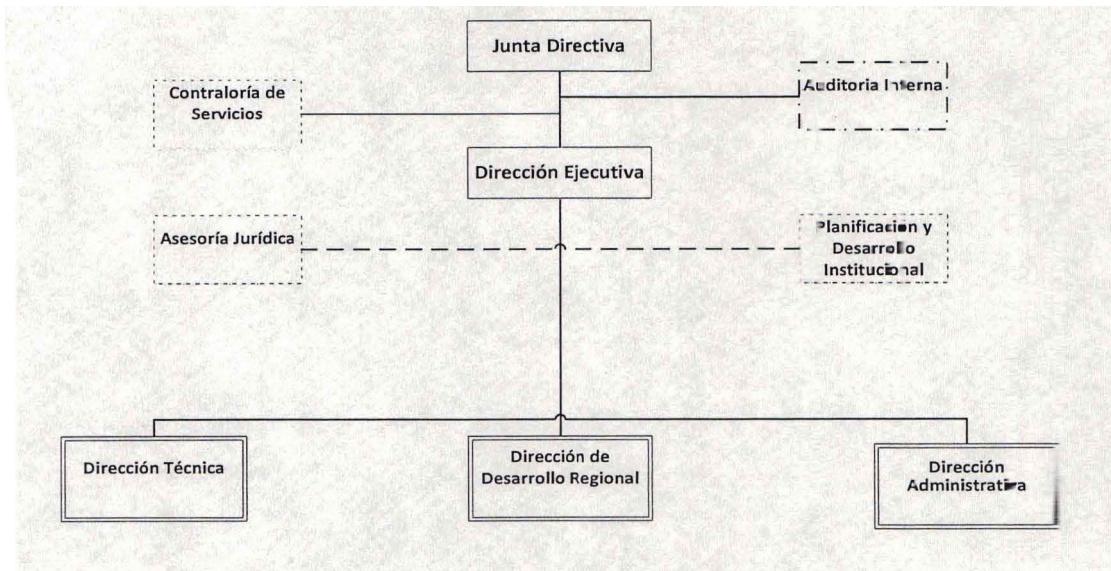 Junta Directiva
Contraloría de
Servicios
Auditoria Interna
Dirección Ejecutiva
Asesoría Jurídica
Planificación y
Desarrollo
Institucional
Dirección Técnica
Dirección de
Desarrollo Regional
Dirección
Administrativa